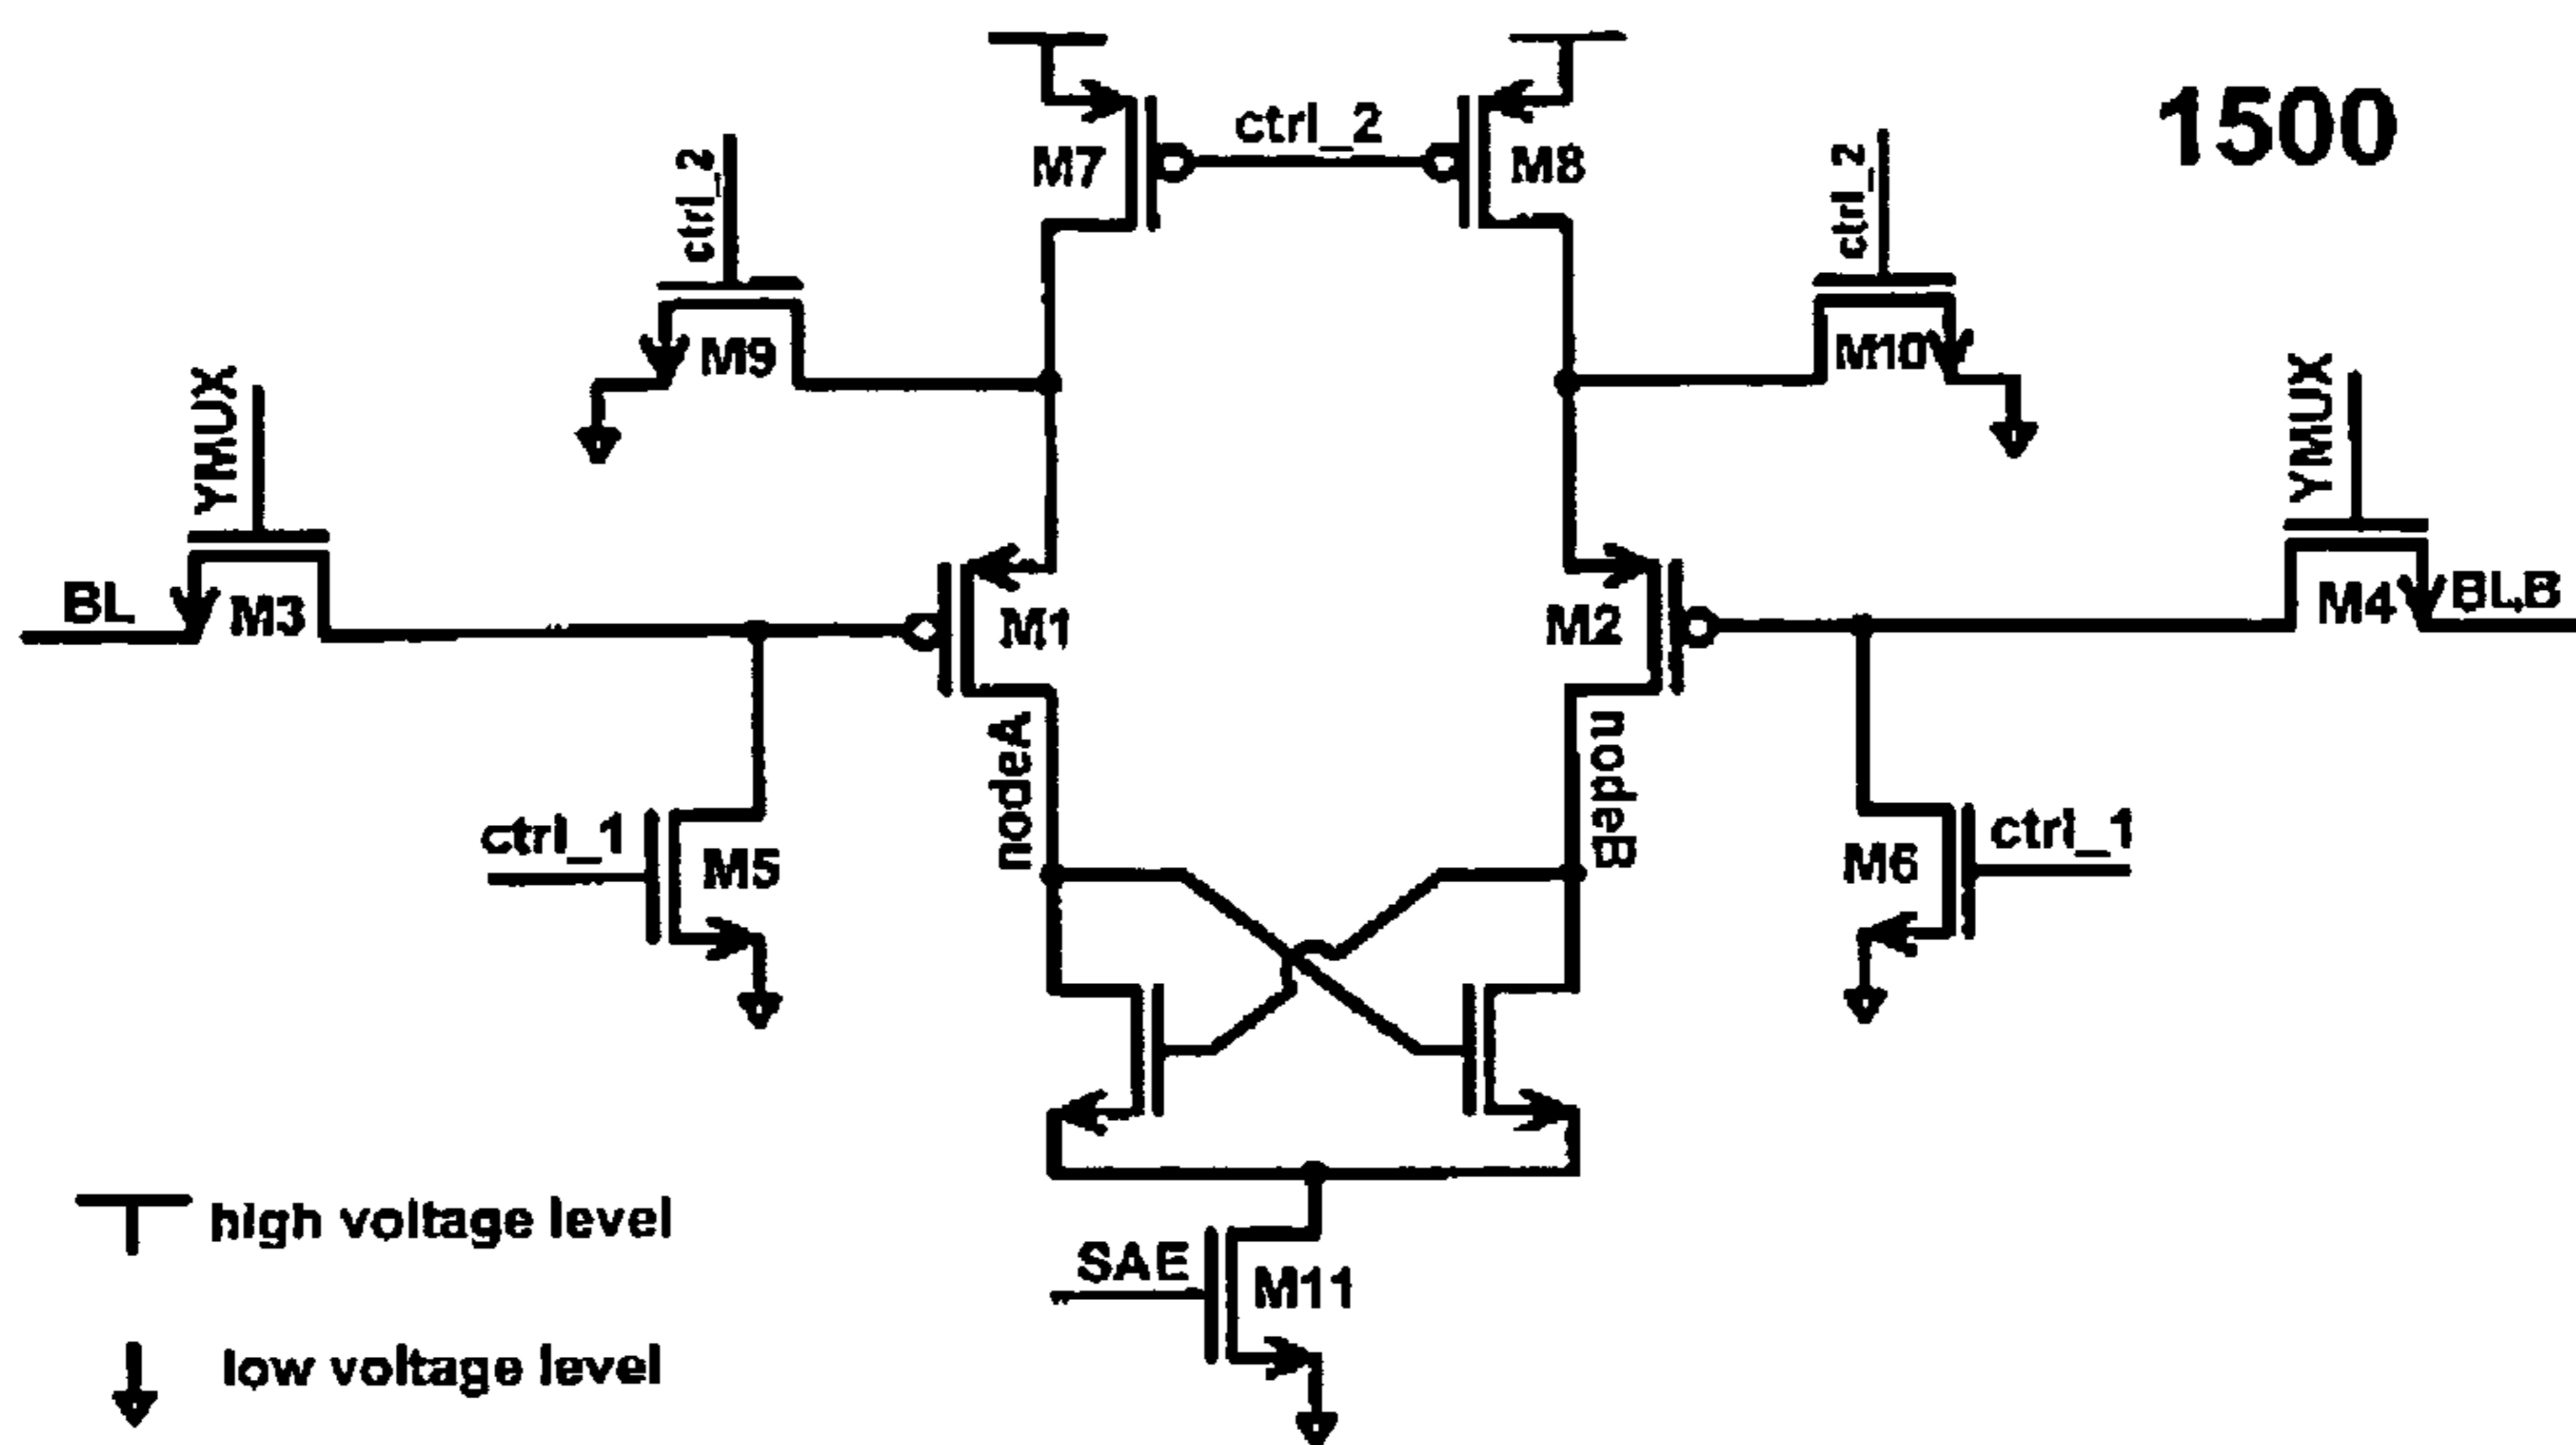 1500
ctrl_2
M7
M8
ctrl_2
M9
ctrl_2
M10
YMUX
BL
M3
M1
M2
YMUX
M4
BLB
nodeA
nodeB
ctrl_1
M5
M6
ctrl_1
SAE
M11
high voltage level
low voltage level